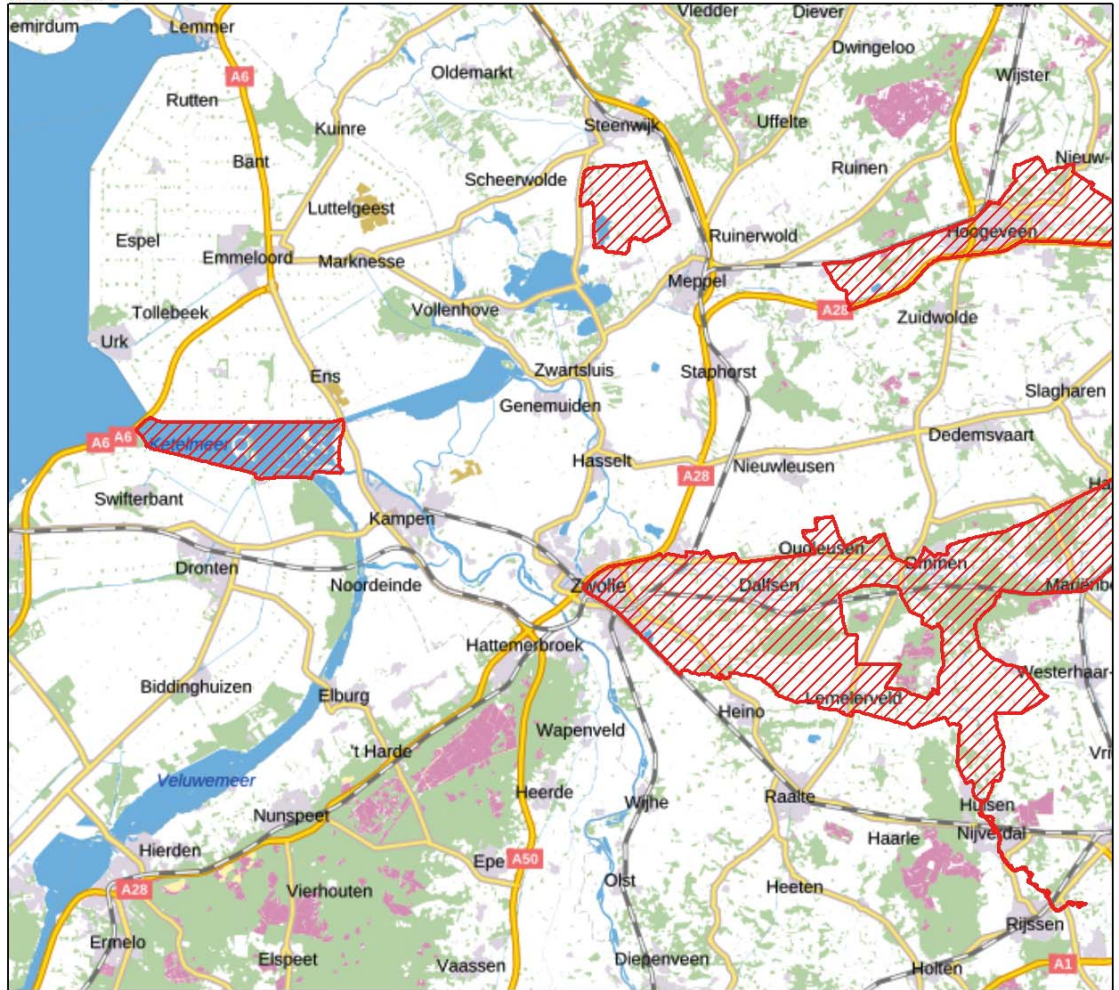 emirdum
Lemmer
Vledder
Diever
A6
Oldemarkt
Dwingeloo
Wijster
Rutten
Kuinre
Steenwijk
Uffelte
Bant
Scheerwolde
Ruinen
Nieuw-
Luttelgeest
Espel
Emmeloord
Marknesse
Ruinerwold
Hoogeveen
Meppel
Tollebeek
Vollenhove
A28
Zuidwolde
Urk
Ens
Zwartsluis
Staphorst
Genemuiden
Slagharen
A6
A6
Ketelmeer
Dedemsvaart
Hasselt
Nieuwleusen
A28
Swifterbant
Ha
Kampen
Oudleusen
Ommen
Dronten
Noordeinde
Zwolle
Dalfsen
Mariënb
Hattemerbroek
Westerhaar-
Biddinghuizen
Elburg
Lemelerveld
Heino
't Harde
Wapenveld
Vri
Veluwemeer
Heerde
Wijhe
Raalte
Hulsen
Nunspeet
Nijverdal
Hierden
Haarle
Epe
A50
A28
Vierhouten
Olst
Heeten
Rijssen
Ermelo
Elspeet
Vaassen
Diepenveen
Holten
A1